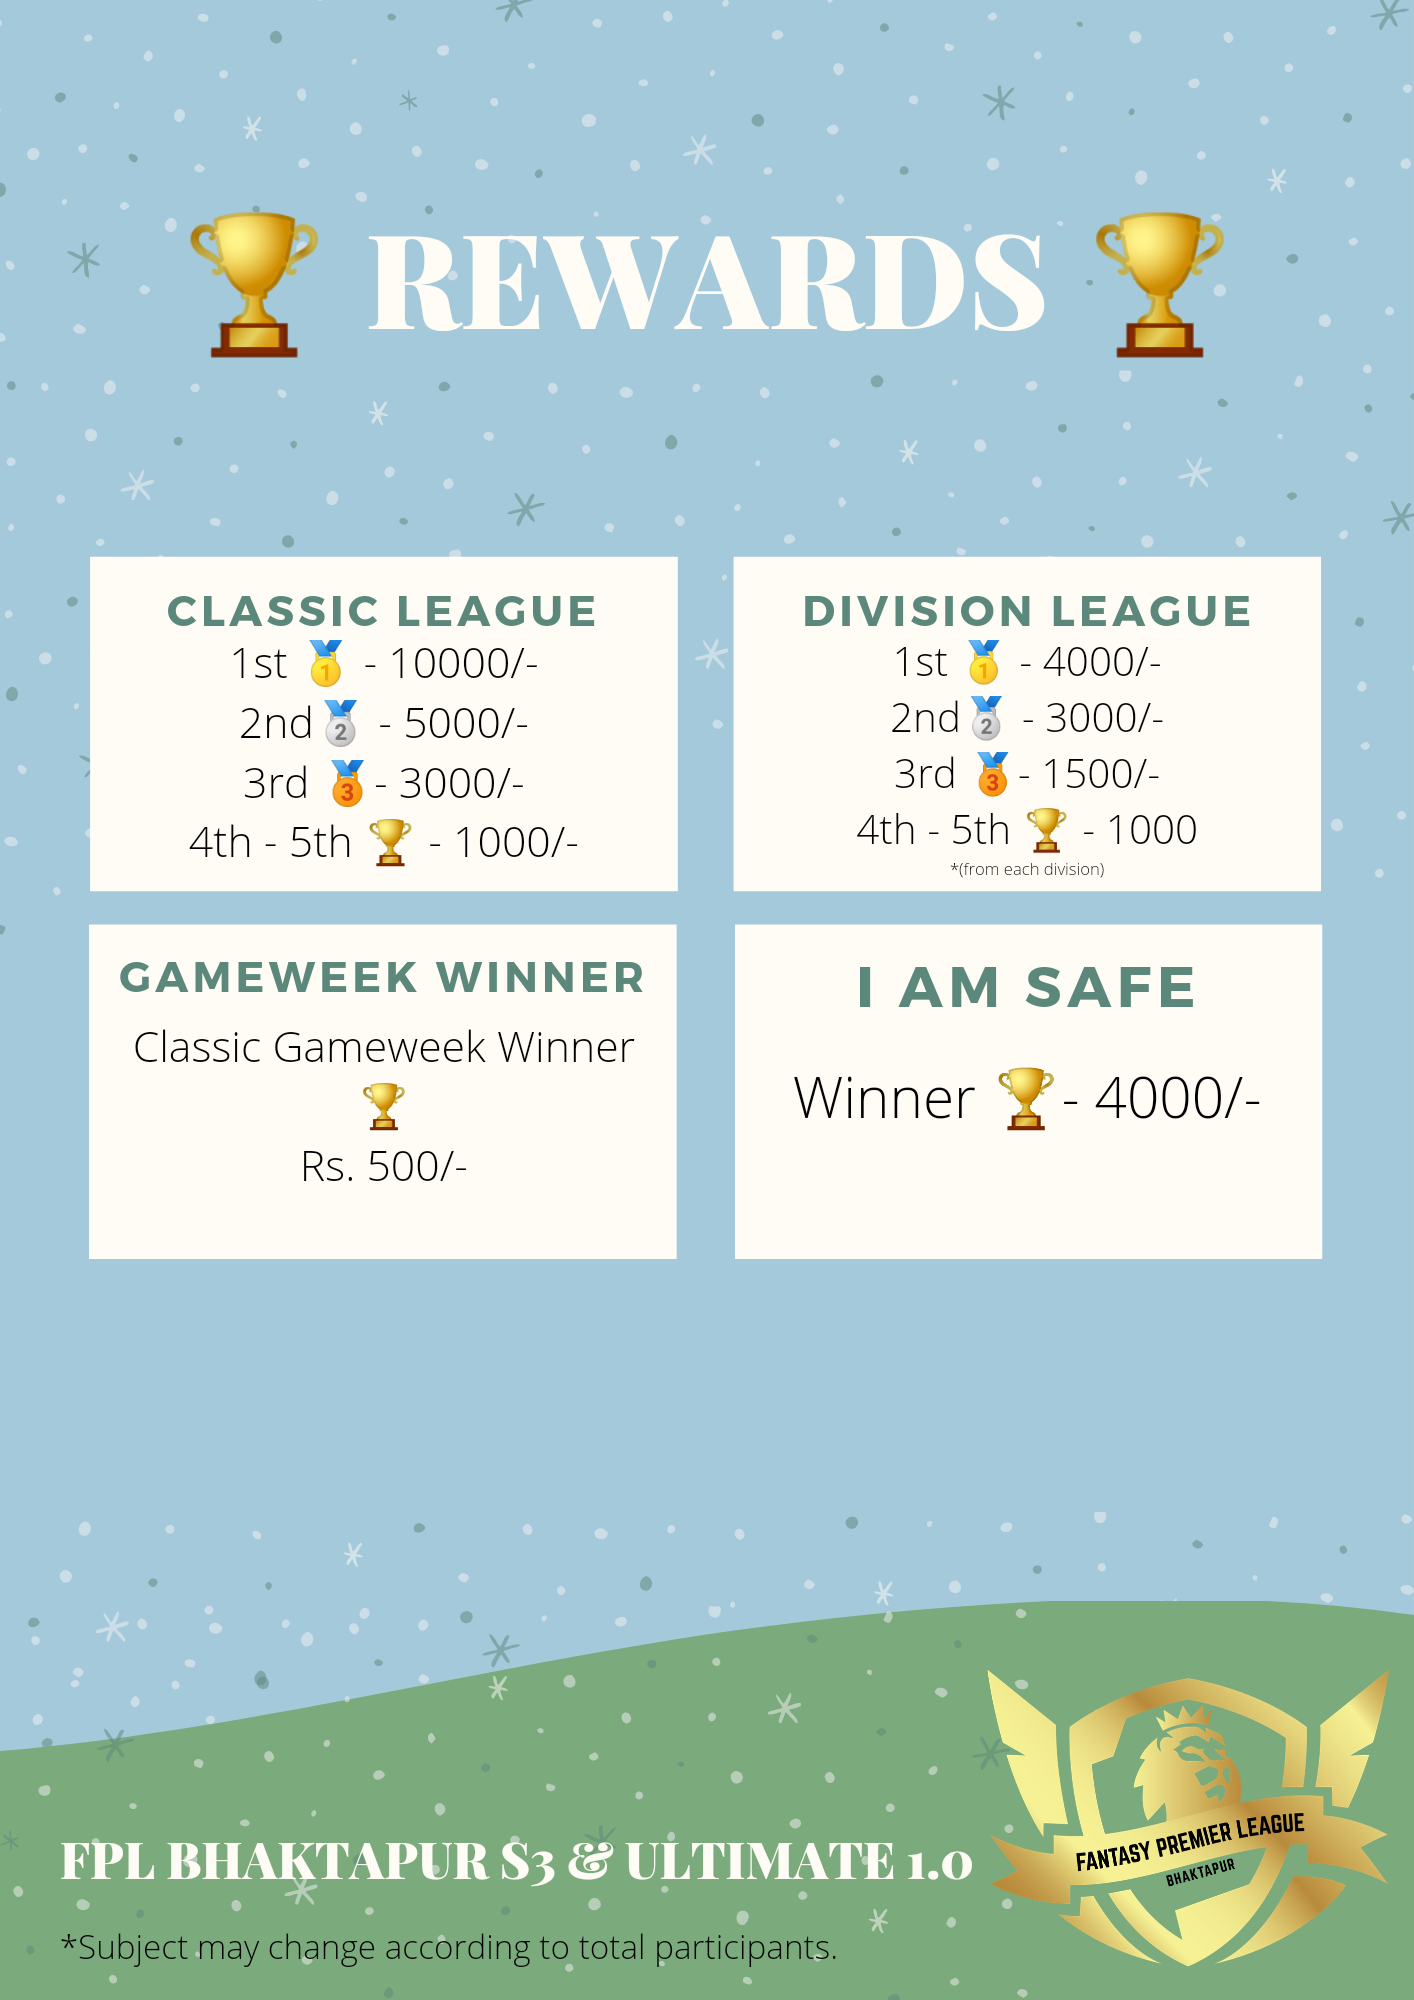 🏆 REWARDS 🏆
CLASSIC LEAGUE
1st 🥇 - 10000/-
2nd🥈 - 5000/-
3rd 🥉- 3000/-
4th - 5th 🏆 - 1000/-
DIVISION LEAGUE
1st 🥇 - 4000/-
2nd🥈 - 3000/-
3rd 🥉- 1500/-
4th - 5th 🏆 - 1000
*(from each division)
GAMEWEEK WINNER
Classic Gameweek Winner
🏆
Rs. 500/-
I AM SAFE
Winner 🏆- 4000/-
FANTASY PREMIER LEAGUE
BHAKTAPUR
FPL BHAKTAPUR S3 & ULTIMATE 1.0
*Subject may change according to total participants.